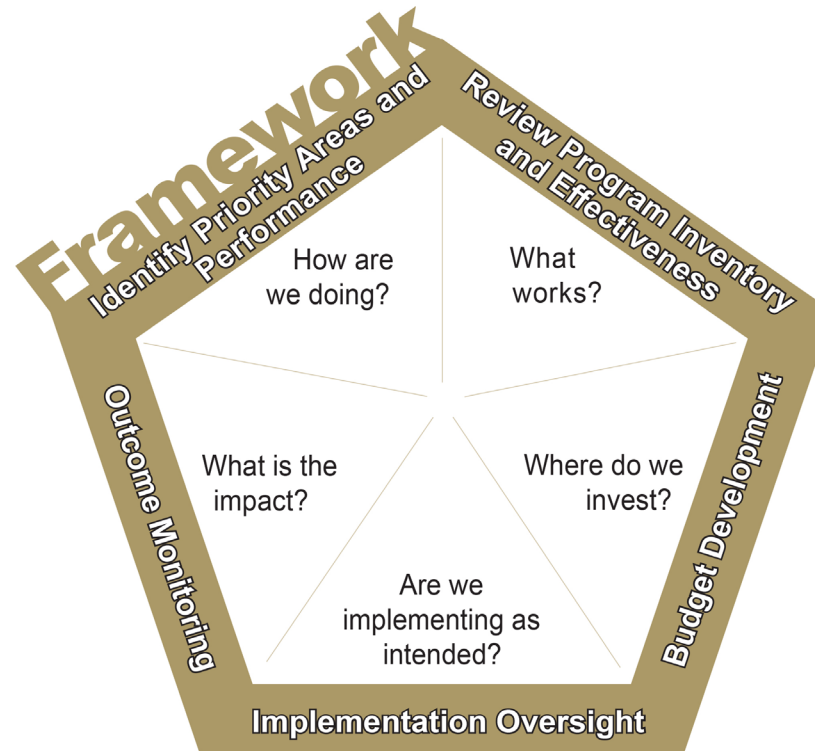 Framework
Identify Priority Areas and
Performance
Review Program Inventory
and Effectiveness
How are
we doing?
What
works?
Outcome Monitoring
What is the
impact?
Where do we
invest?
Budget Development
Are we
implementing as
intended?
Implementation Oversight